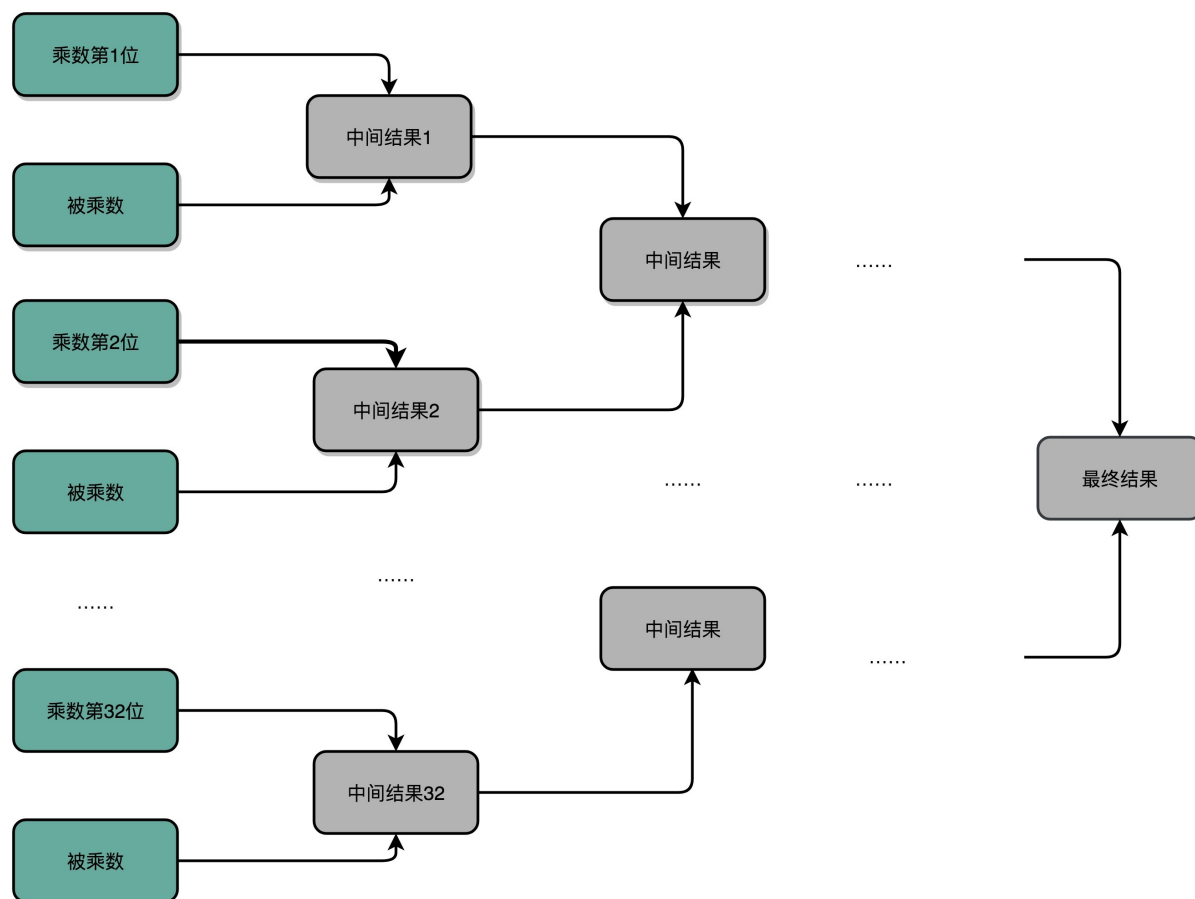 乘数第1位
中间结果1
被乘数
中间结果
……
乘数第2位
中间结果2
被乘数
……
……
最终结果
……
……
中间结果
……
乘数第32位
中间结果32
被乘数